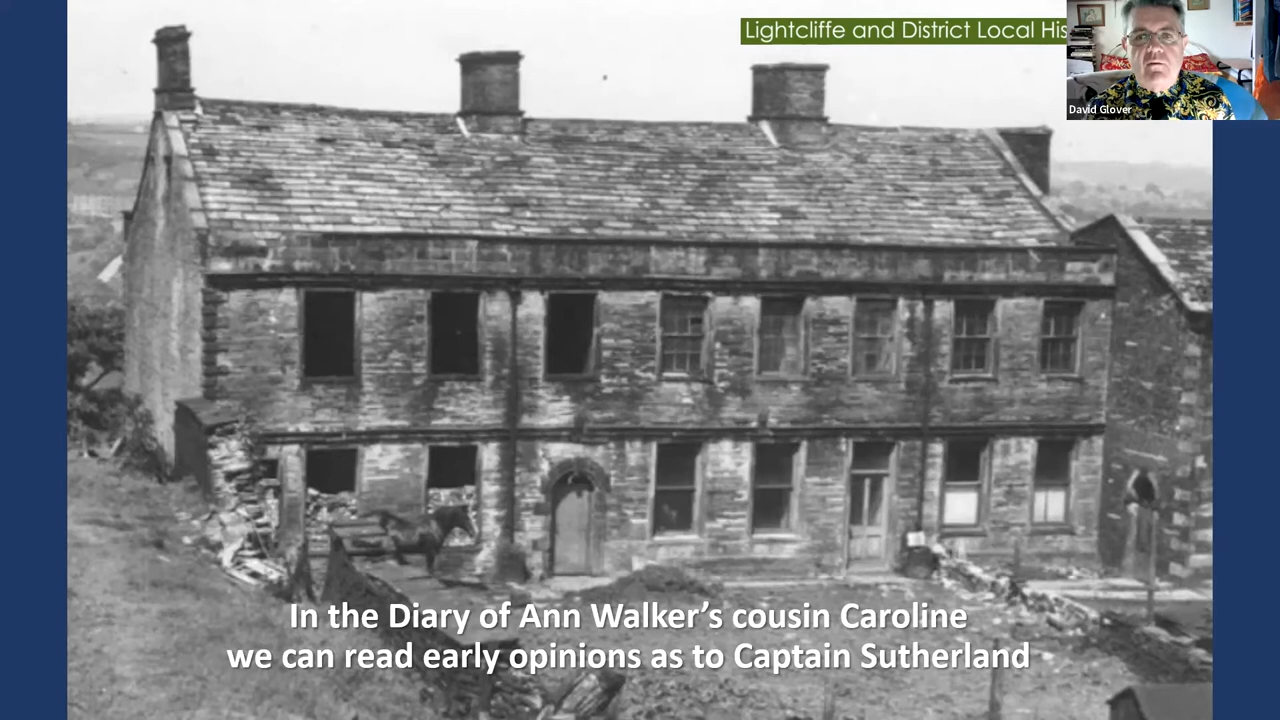 Lightcliffe and District Local His
David Glover
In the Diary of Ann Walker’s cousin Caroline
we can read early opinions as to Captain Sutherland